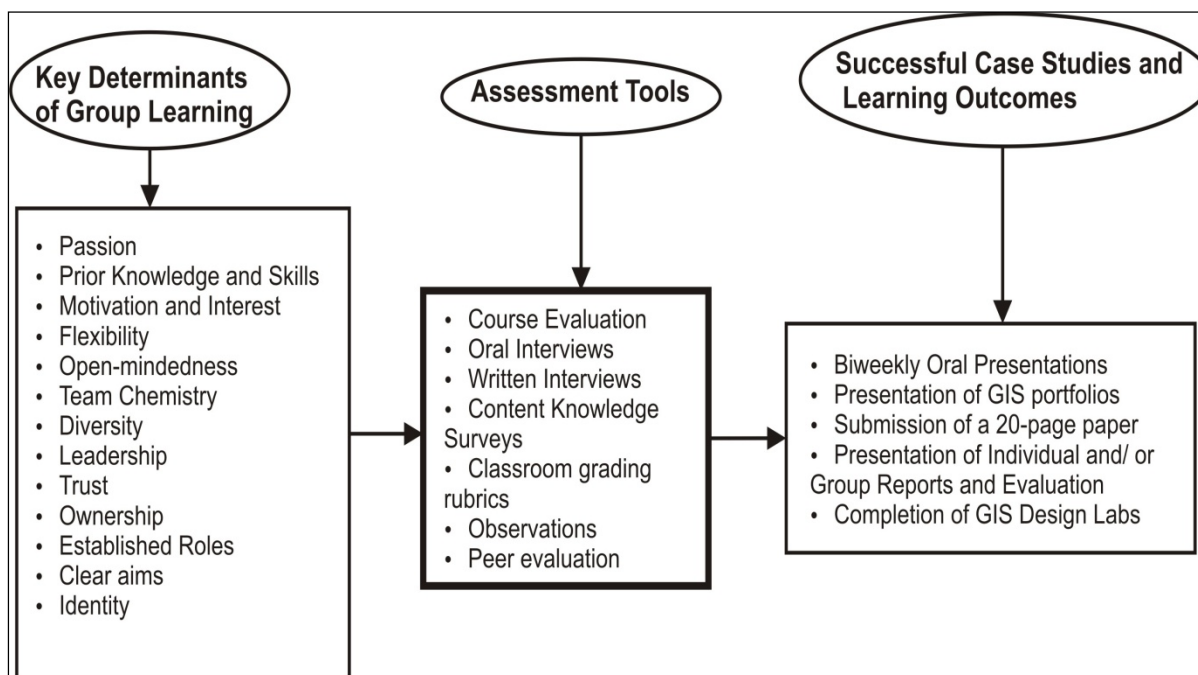 Key Determinants
of Group Learning
Assessment Tools
Successful Case Studies and
Learning Outcomes
• Passion
• Prior Knowledge and Skills
• Motivation and Interest
• Flexibility
• Open-mindedness
• Team Chemistry
• Diversity
• Leadership
• Trust
• Ownership
• Established Roles
• Clear aims
• Identity
• Course Evaluation
• Oral Interviews
• Written Interviews
• Content Knowledge
Surveys
• Classroom grading
rubrics
• Observations
• Peer evaluation
• Biweekly Oral Presentations
• Presentation of GIS portfolios
• Submission of a 20-page paper
• Presentation of Individual and/ or
Group Reports and Evaluation
• Completion of GIS Design Labs